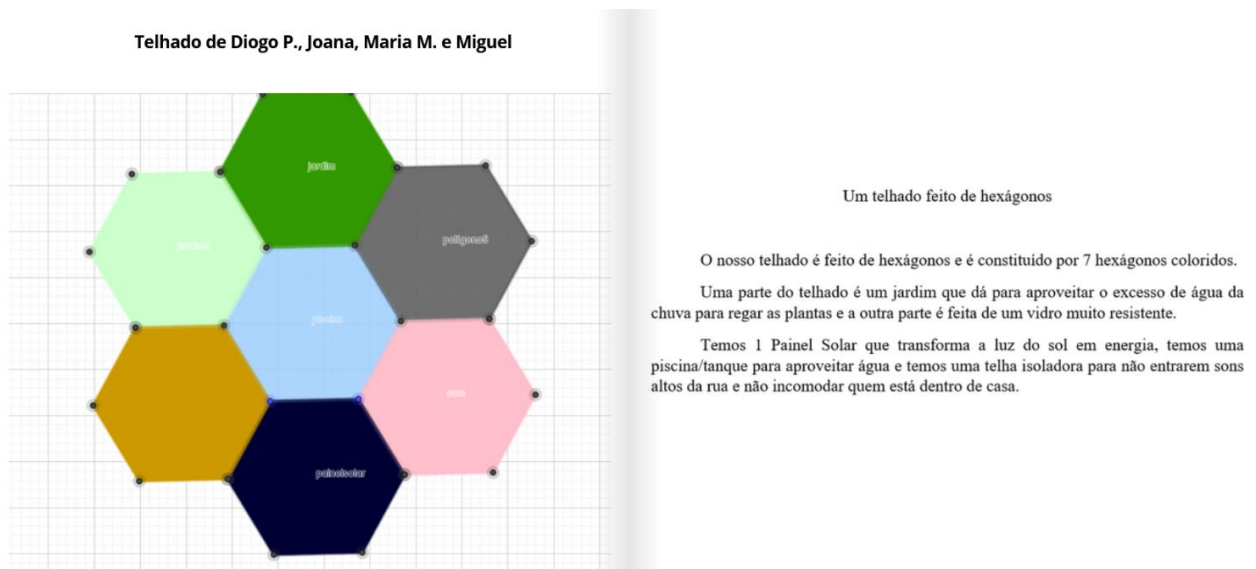 Telhado de Diogo P., Joana, Maria M. e Miguel
jardim
poligono5
piscina
painelsolar
Um telhado feito de hexágonos
O nosso telhado é feito de hexágonos e é constituído por 7 hexágonos coloridos.
Uma parte do telhado é um jardim que dá para aproveitar o excesso de água da
chuva para regar as plantas e a outra parte é feita de um vidro muito resistente.
Temos 1 Painel Solar que transforma a luz do sol em energia, temos uma
piscina/tanque para aproveitar água e temos uma telha isoladora para não entrarem sons
altos da rua e não incomodar quem está dentro de casa.